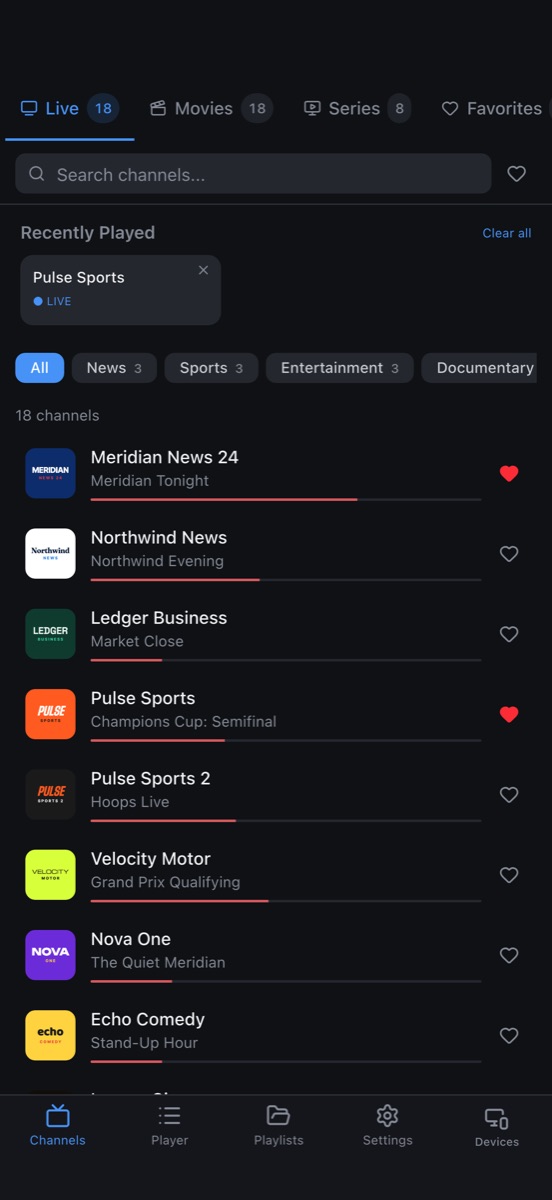 Live 18 Movies 18 Series 8 Favorites
Search channels...
Recently Played Clear all
Pulse Sports
LIVE
All News 3 Sports 3 Entertainment 3 Documentary
18 channels
MERIDIAN
NEWS 24
Meridian News 24
Meridian Tonight
Northwind
NEWS
Northwind News
Northwind Evening
LEDGER
BUSINESS
Ledger Business
Market Close
PULSE
SPORTS
Pulse Sports
Champions Cup: Semifinal
PULSE
SPORTS 2
Pulse Sports 2
Hoops Live
VELOCITY
MOTOR
Velocity Motor
Grand Prix Qualifying
NOVA
ONE
Nova One
The Quiet Meridian
echo
COMEDY
Echo Comedy
Stand-Up Hour
Channels Player Playlists Settings Devices